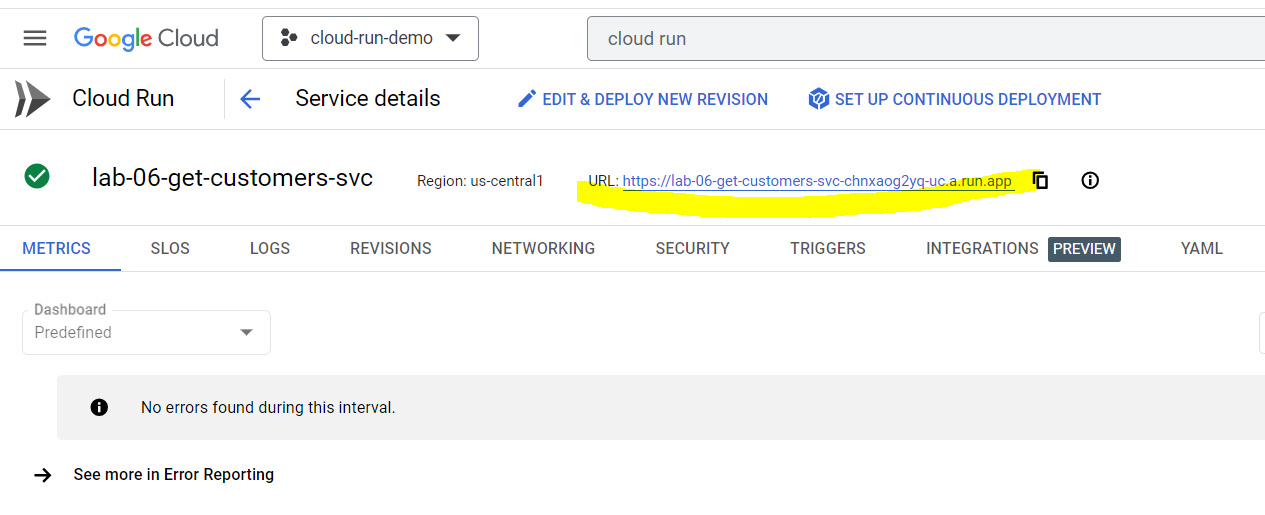 Google Cloud cloud-run-demo cloud run
Cloud Run Service details EDIT & DEPLOY NEW REVISION SET UP CONTINUOUS DEPLOYMENT
lab-06-get-customers-svc Region: us-central1 URL: https://lab-06-get-customers-svc-chnxaog2yq-uc.a.run.app
METRICS SLOS LOGS REVISIONS NETWORKING SECURITY TRIGGERS INTEGRATIONS PREVIEW YAML
Dashboard
Predefined
No errors found during this interval.
See more in Error Reporting